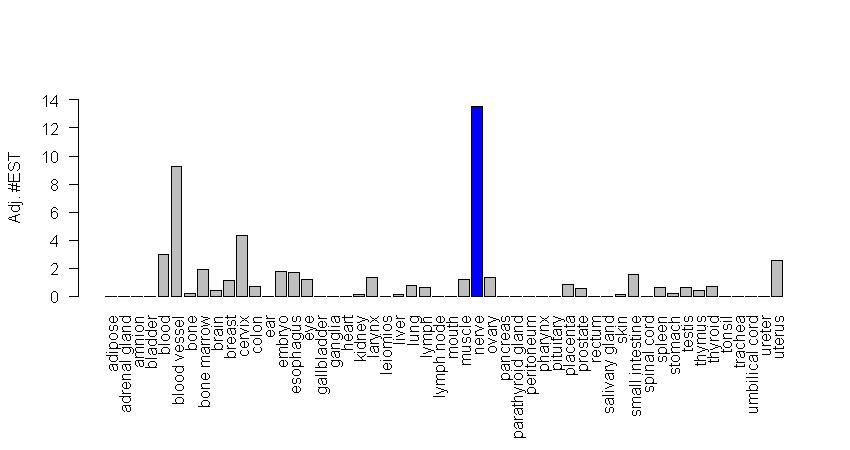 Adj. #EST
14
12
10
8
6
4
2
0
adipose
adrenal gland
amnion
bladder
blood
blood vessel
bone
bone marrow
brain
breast
cervix
colon
ear
embryo
esophagus
eye
gallbladder
ganglia
heart
kidney
larynx
leiomios
liver
lung
lymph
lymph node
mouth
muscle
nerve
ovary
pancreas
parathyroid gland
peritoneum
pharynx
pituitary
placenta
prostate
rectum
salivary gland
skin
small intestine
spinal cord
spleen
stomach
testis
thymus
thyroid
tonsil
trachea
umbilical cord
ureter
uterus